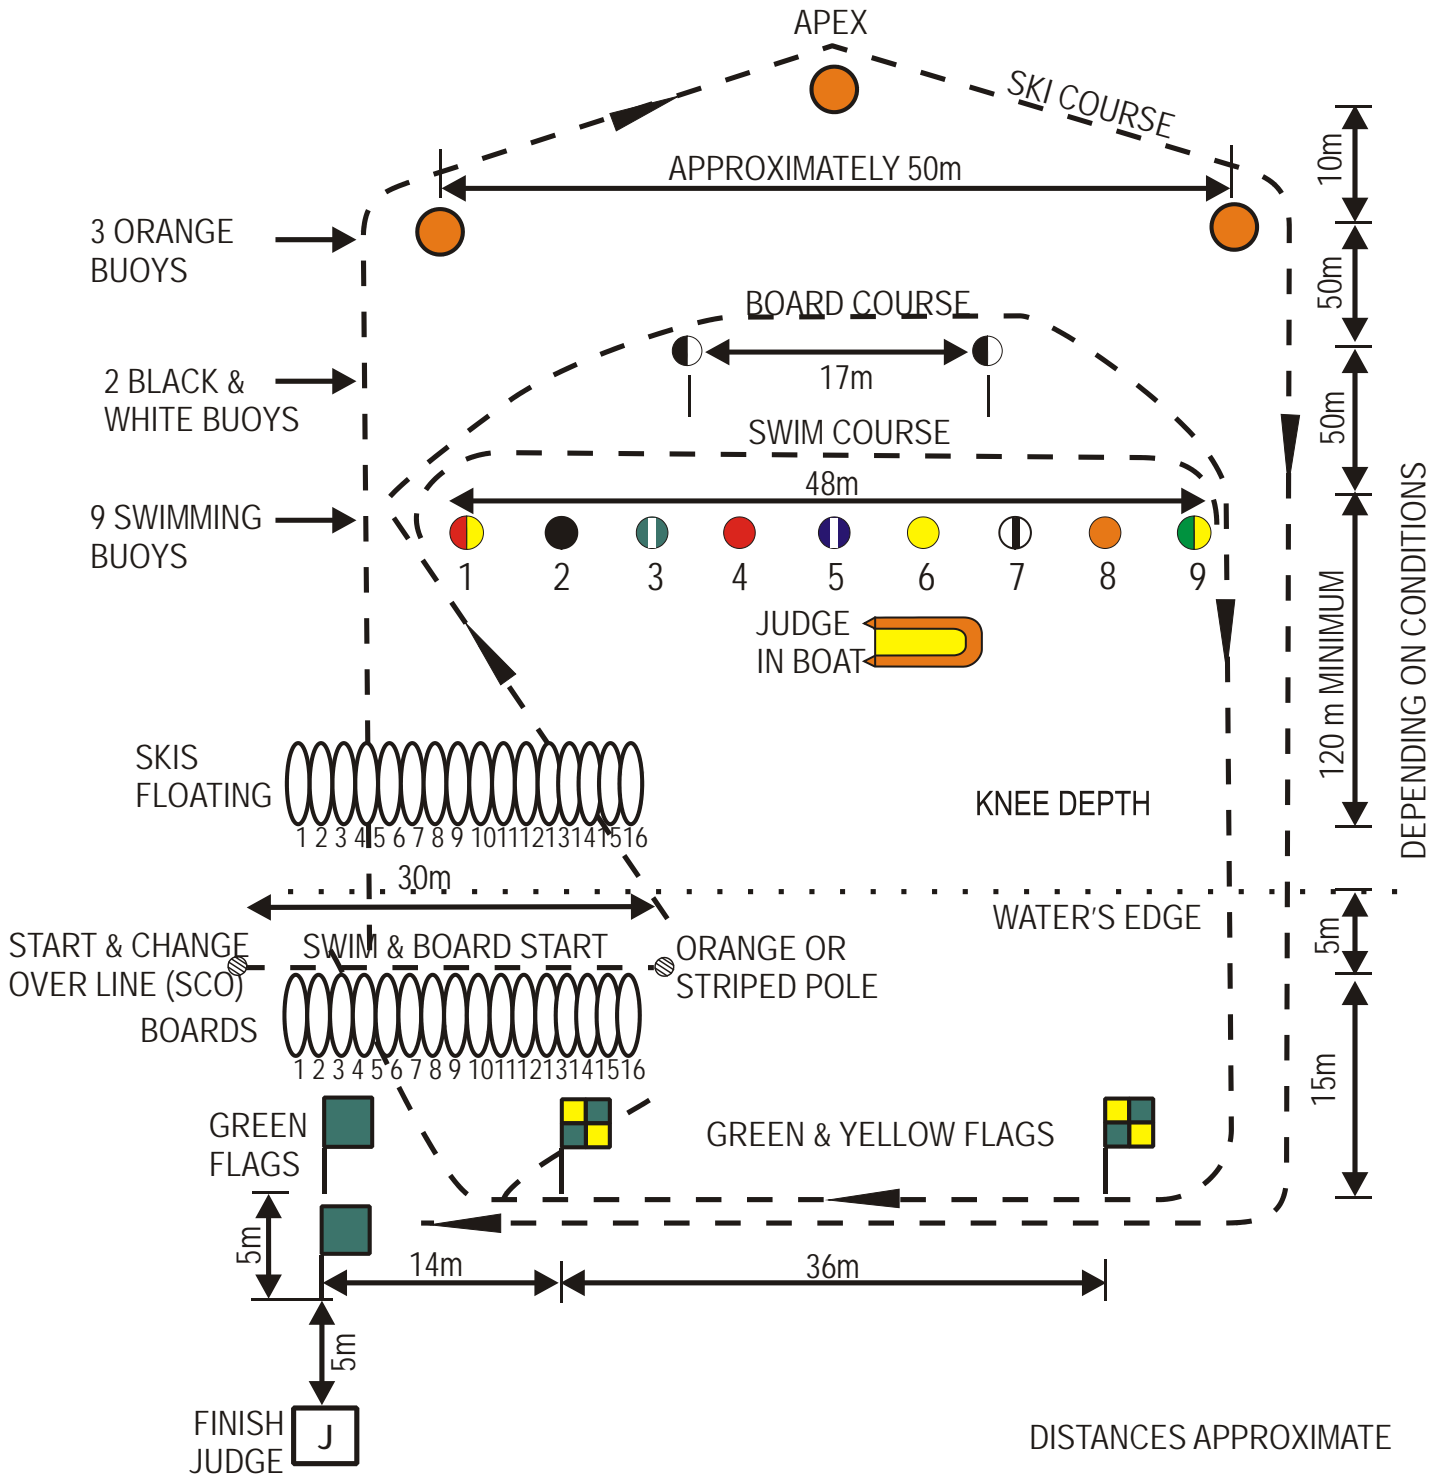 APEX
SKI COURSE
10m
APPROXIMATELY 50m
3 ORANGE
BUOYS
50m
BOARD COURSE
17m
2 BLACK &
WHITE BUOYS
50m
SWIM COURSE
48m
9 SWIMMING
BUOYS
1 2 3 4 5 6 7 8 9
JUDGE
IN BOAT
120 m MINIMUM
DEPENDING ON CONDITIONS
SKIS
FLOATING
KNEE DEPTH
1 2 3 4 5 6 7 8 9 10 11 12 13 14 15 16
30m
WATER'S EDGE
5m
START & CHANGE
OVER LINE (SCO)
SWIM & BOARD START
ORANGE OR
STRIPED POLE
BOARDS
1 2 3 4 5 6 7 8 9 10 11 12 13 14 15 16
15m
GREEN
FLAGS
GREEN & YELLOW FLAGS
5m
14m
36m
5m
FINISH
JUDGE
J
DISTANCES APPROXIMATE